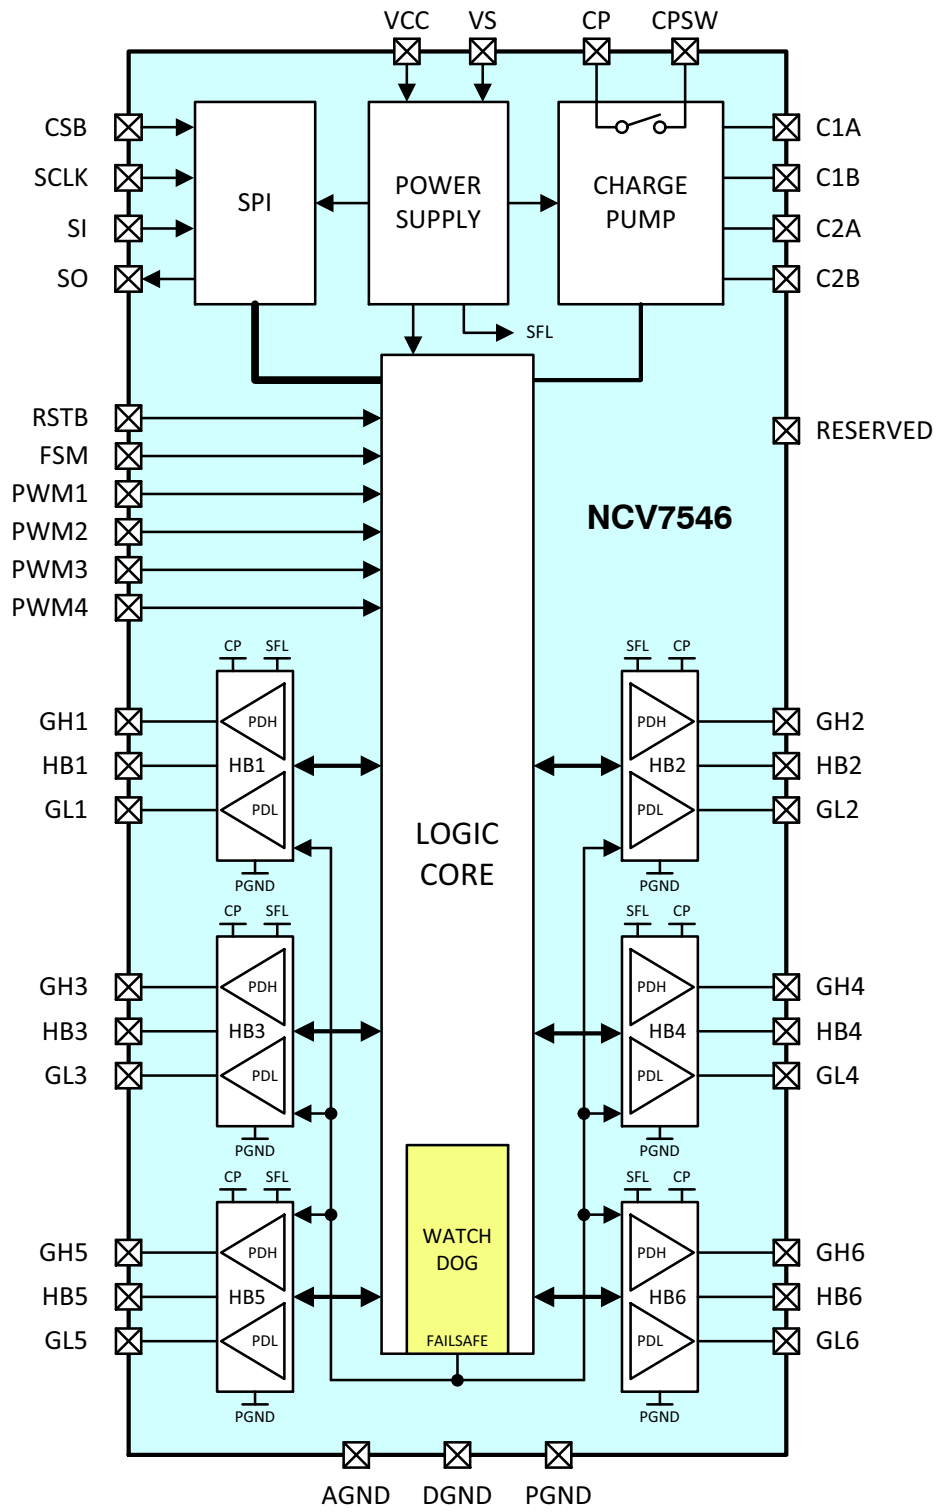 VCC VS CP CPSW
CSB
SCLK
SI
SO
SPI
POWER
SUPPLY
CHARGE
PUMP
C1A
C1B
C2A
C2B
SFL
RSTB
FSM
PWM1
PWM2
PWM3
PWM4
RESERVED
NCV7546
LOGIC
CORE
CP SFL
GH1
HB1
GL1
PDH
HB1
PDL
PGND
SFL CP
PDH
HB2
PDL
PGND
GH2
HB2
GL2
CP SFL
GH3
HB3
GL3
PDH
HB3
PDL
PGND
SFL CP
PDH
HB4
PDL
PGND
GH4
HB4
GL4
CP SFL
GH5
HB5
GL5
PDH
HB5
PDL
PGND
WATCH
DOG
FAILSAFE
SFL CP
PDH
HB6
PDL
PGND
GH6
HB6
GL6
AGND DGND PGND